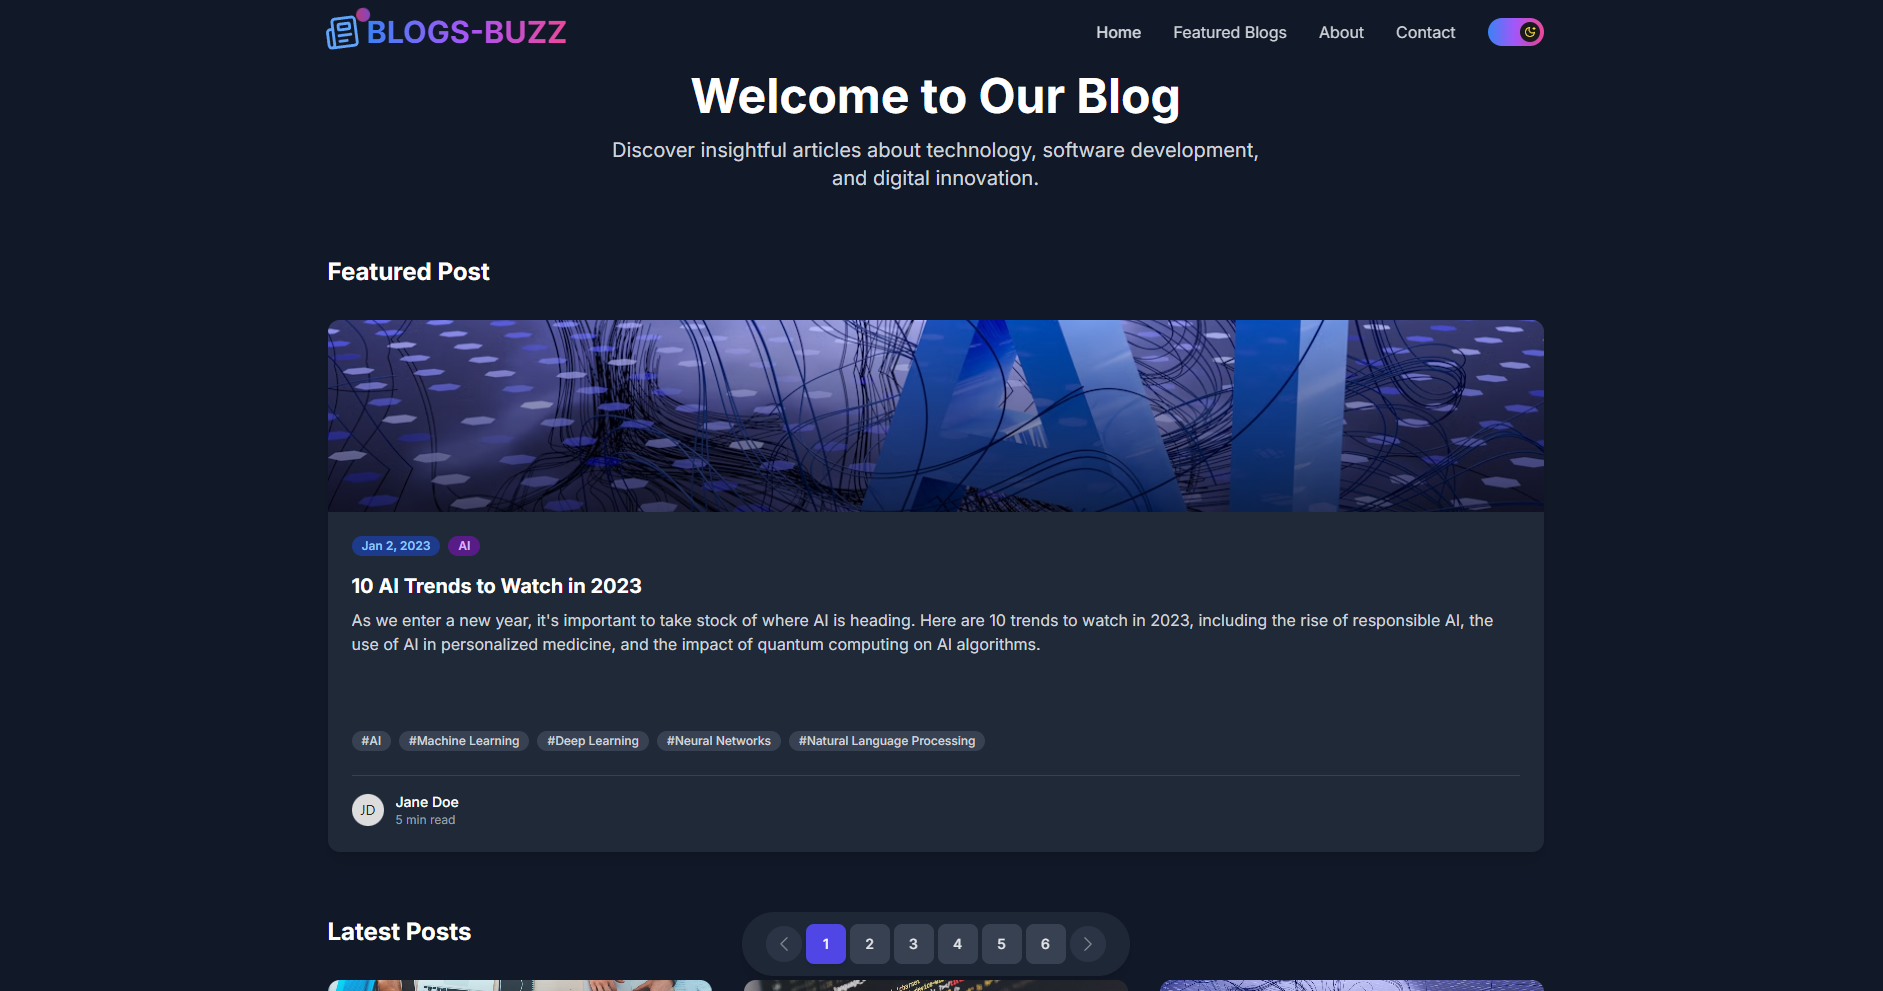 BLOGS-BUZZ
Home
Featured Blogs
About
Contact
Welcome to Our Blog
Discover insightful articles about technology, software development,
and digital innovation.
Featured Post
AI
Jan 2, 2023
AI
10 AI Trends to Watch in 2023
As we enter a new year, it's important to take stock of where AI is heading. Here are 10 trends to watch in 2023, including the rise of responsible AI, the
use of AI in personalized medicine, and the impact of quantum computing on AI algorithms.
#AI
#Machine Learning
#Deep Learning
#Neural Networks
#Natural Language Processing
JD
Jane Doe
5 min read
Latest Posts
1
2
3
4
5
6